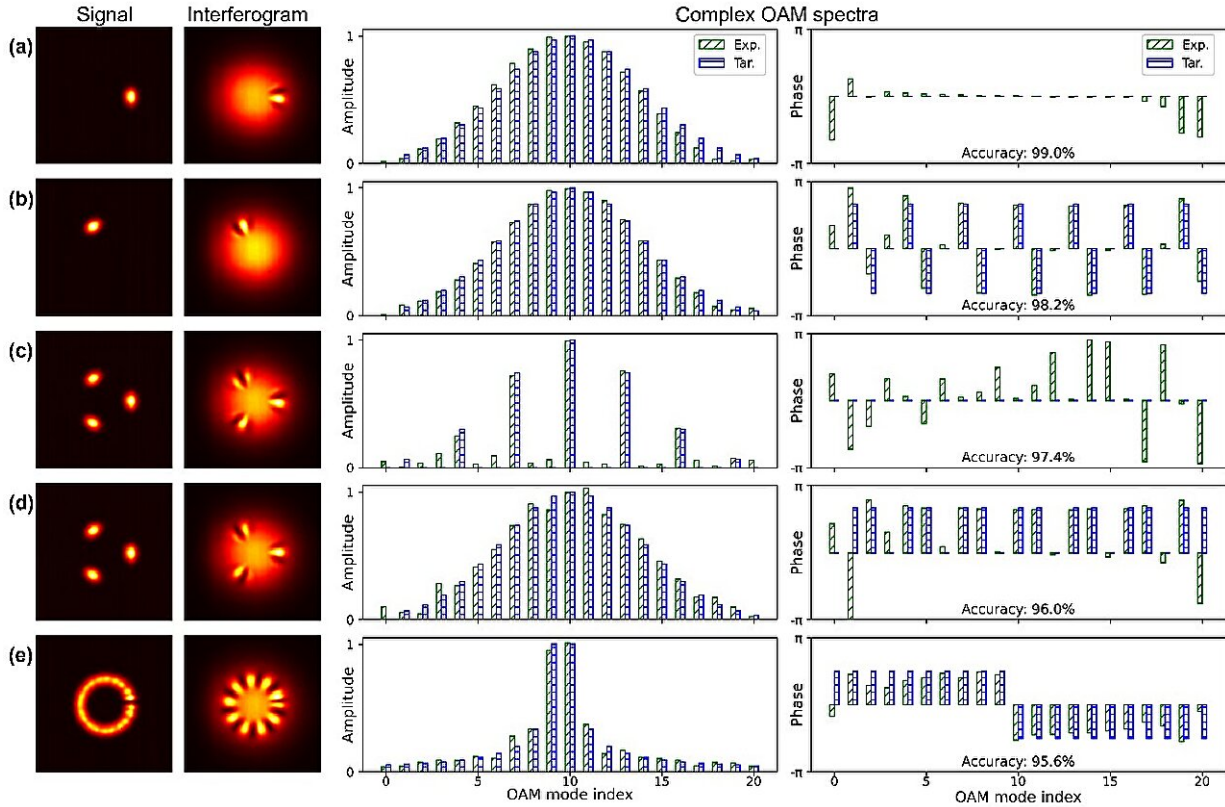 Signal Interferogram Complex OAM spectra
(a)
Amplitude
1
0
Exp.
Tar.
Phase
π
-π
Exp.
Tar.
Accuracy: 99.0%
(b)
Amplitude
1
0
Phase
π
-π
Accuracy: 98.2%
(c)
Amplitude
1
0
Phase
π
-π
Accuracy: 97.4%
(d)
Amplitude
1
0
Phase
π
-π
Accuracy: 96.0%
(e)
Amplitude
1
0
Phase
π
-π
Accuracy: 95.6%
0 5 10 15 20
OAM mode index
0 5 10 15 20
OAM mode index